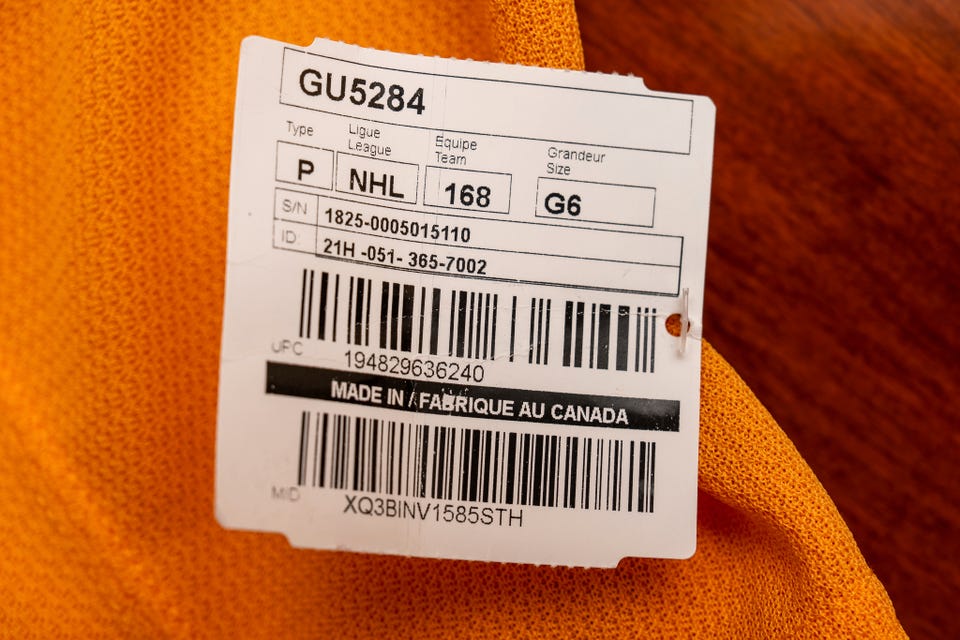 GU5284
Type Ligue Equipe Grandeur
League Team Size
P NHL 168 G6
S/N 1825-0005015110
ID: 21H -051- 365-7002
UPC 194829636240
MADE IN / FABRIQUE AU CANADA
MID XQ3BINV1585STH